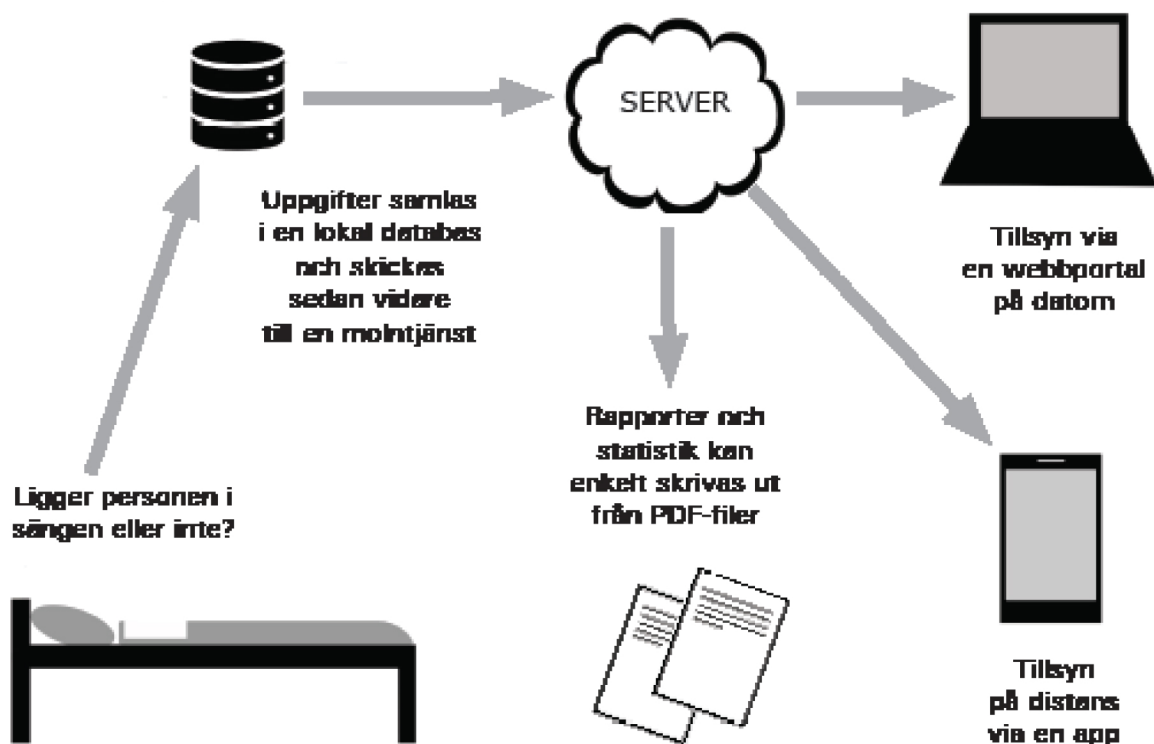 SERVER
Uppgifter samlas
i en lokal databas
och skickas
sedan vidare
till en molntjänst
Tillsyn via
en webbportal
på datorn
Ligger personen i
sängen eller inte?
Rapporter och
statistik kan
enkelt skrivas ut
från PDF-filer
Tillsyn
på distans
via en app